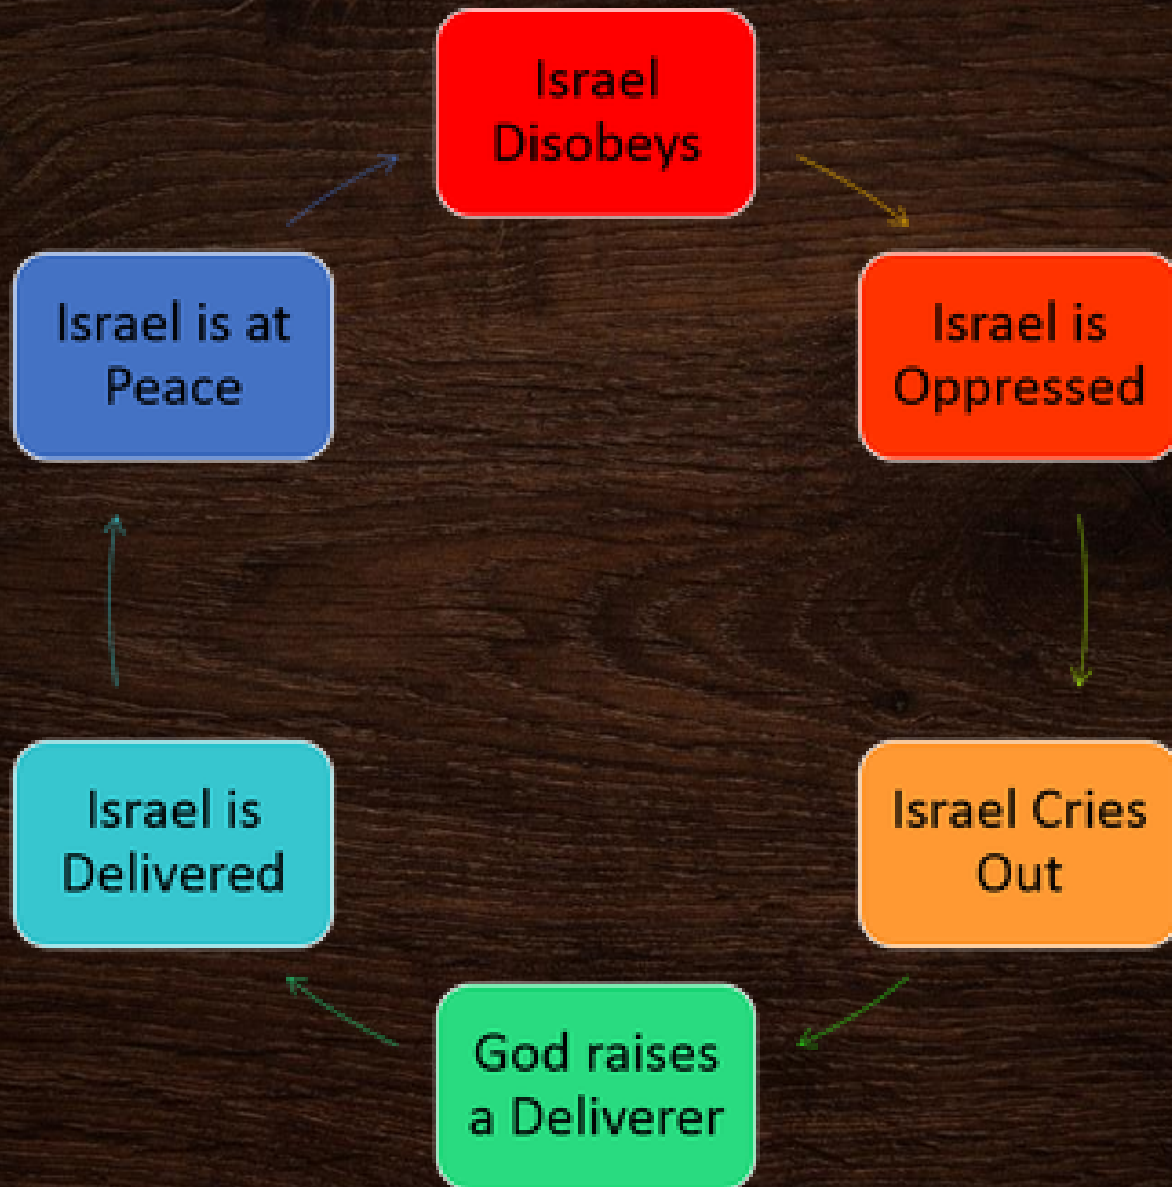 Israel
Disobeys
Israel is
Oppressed
Israel Cries
Out
God raises
a Deliverer
Israel is
Delivered
Israel is at
Peace